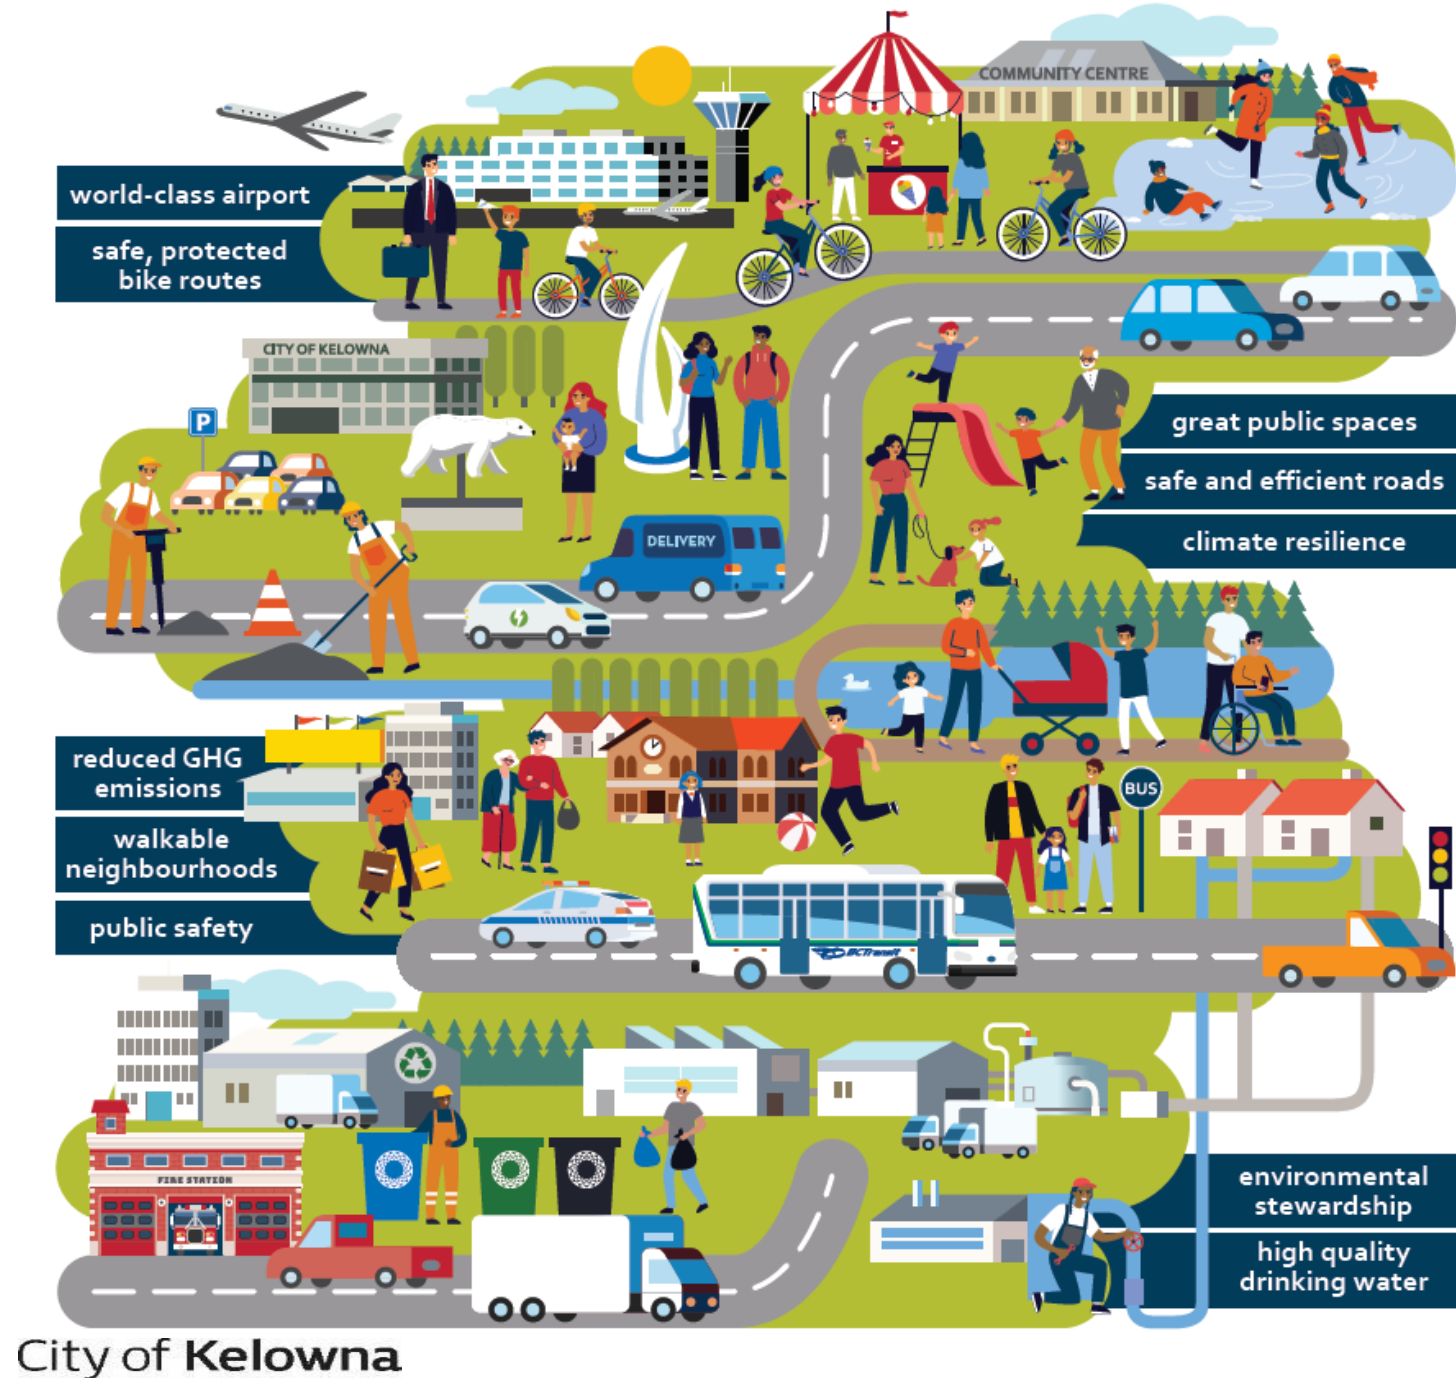 COMMUNITY CENTRE
world-class airport
safe, protected
bike routes
CITY OF KELOWNA
P
great public spaces
safe and efficient roads
climate resilience
DELIVERY
reduced GHG
emissions
walkable
neighbourhoods
public safety
BUS
BC Transit
FIRE STATION
environmental
stewardship
high quality
drinking water
City of Kelowna